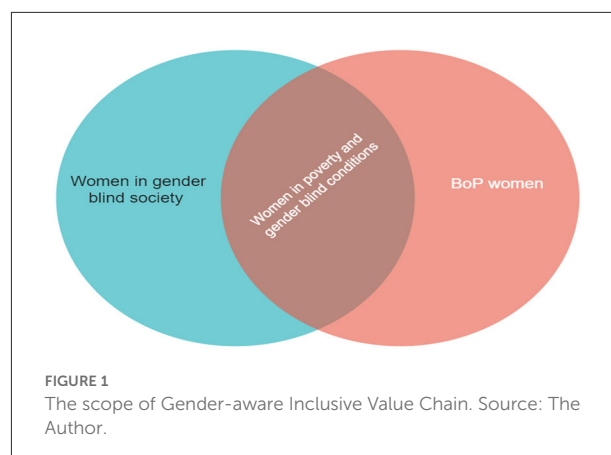 Women in gender
blind society
Women in poverty and
gender blind conditions
BoP women
FIGURE 1
The scope of Gender-aware Inclusive Value Chain. Source: The
Author.